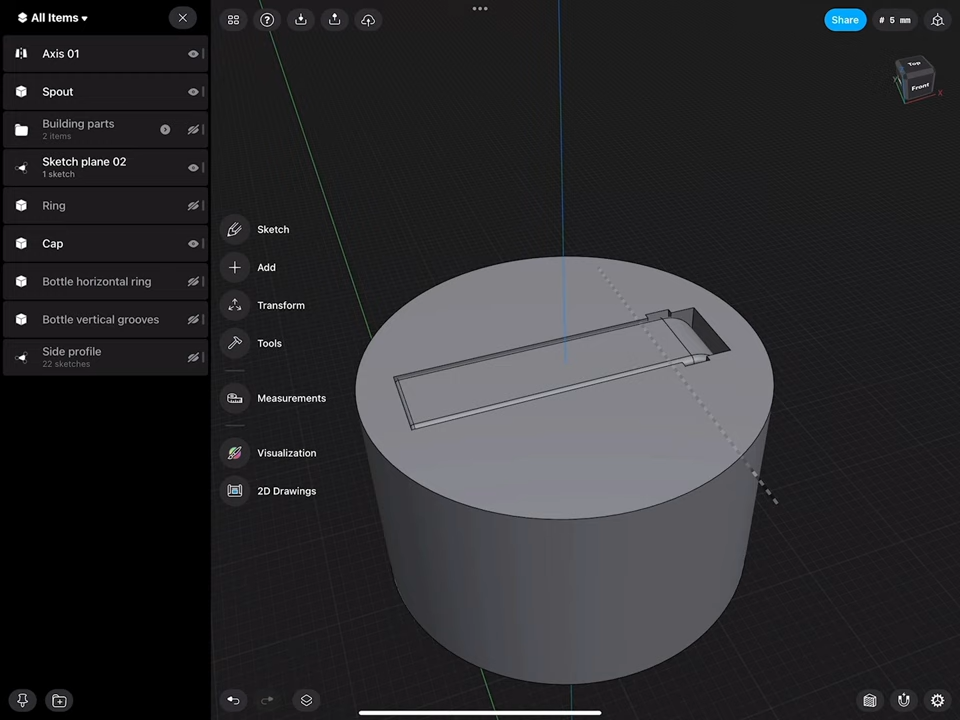 All Items
Share
# 5 mm
Axis 01
Spout
Building parts
2 items
Sketch plane 02
1 sketch
Ring
Cap
Bottle horizontal ring
Bottle vertical grooves
Side profile
22 sketches
Sketch
Add
Transform
Tools
Measurements
Visualization
2D Drawings
Top
Front
Y
X